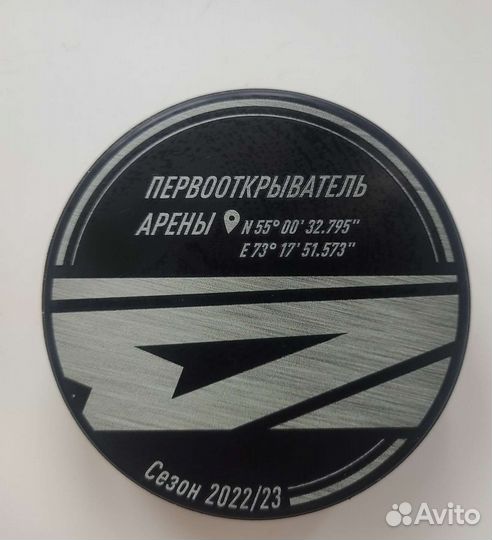 ПЕРВООТКРЫВАТЕЛЬ
АРЕНЫ N 55° 00' 32.795"
E 73° 17' 51.573"
Сезон 2022/23
Avito